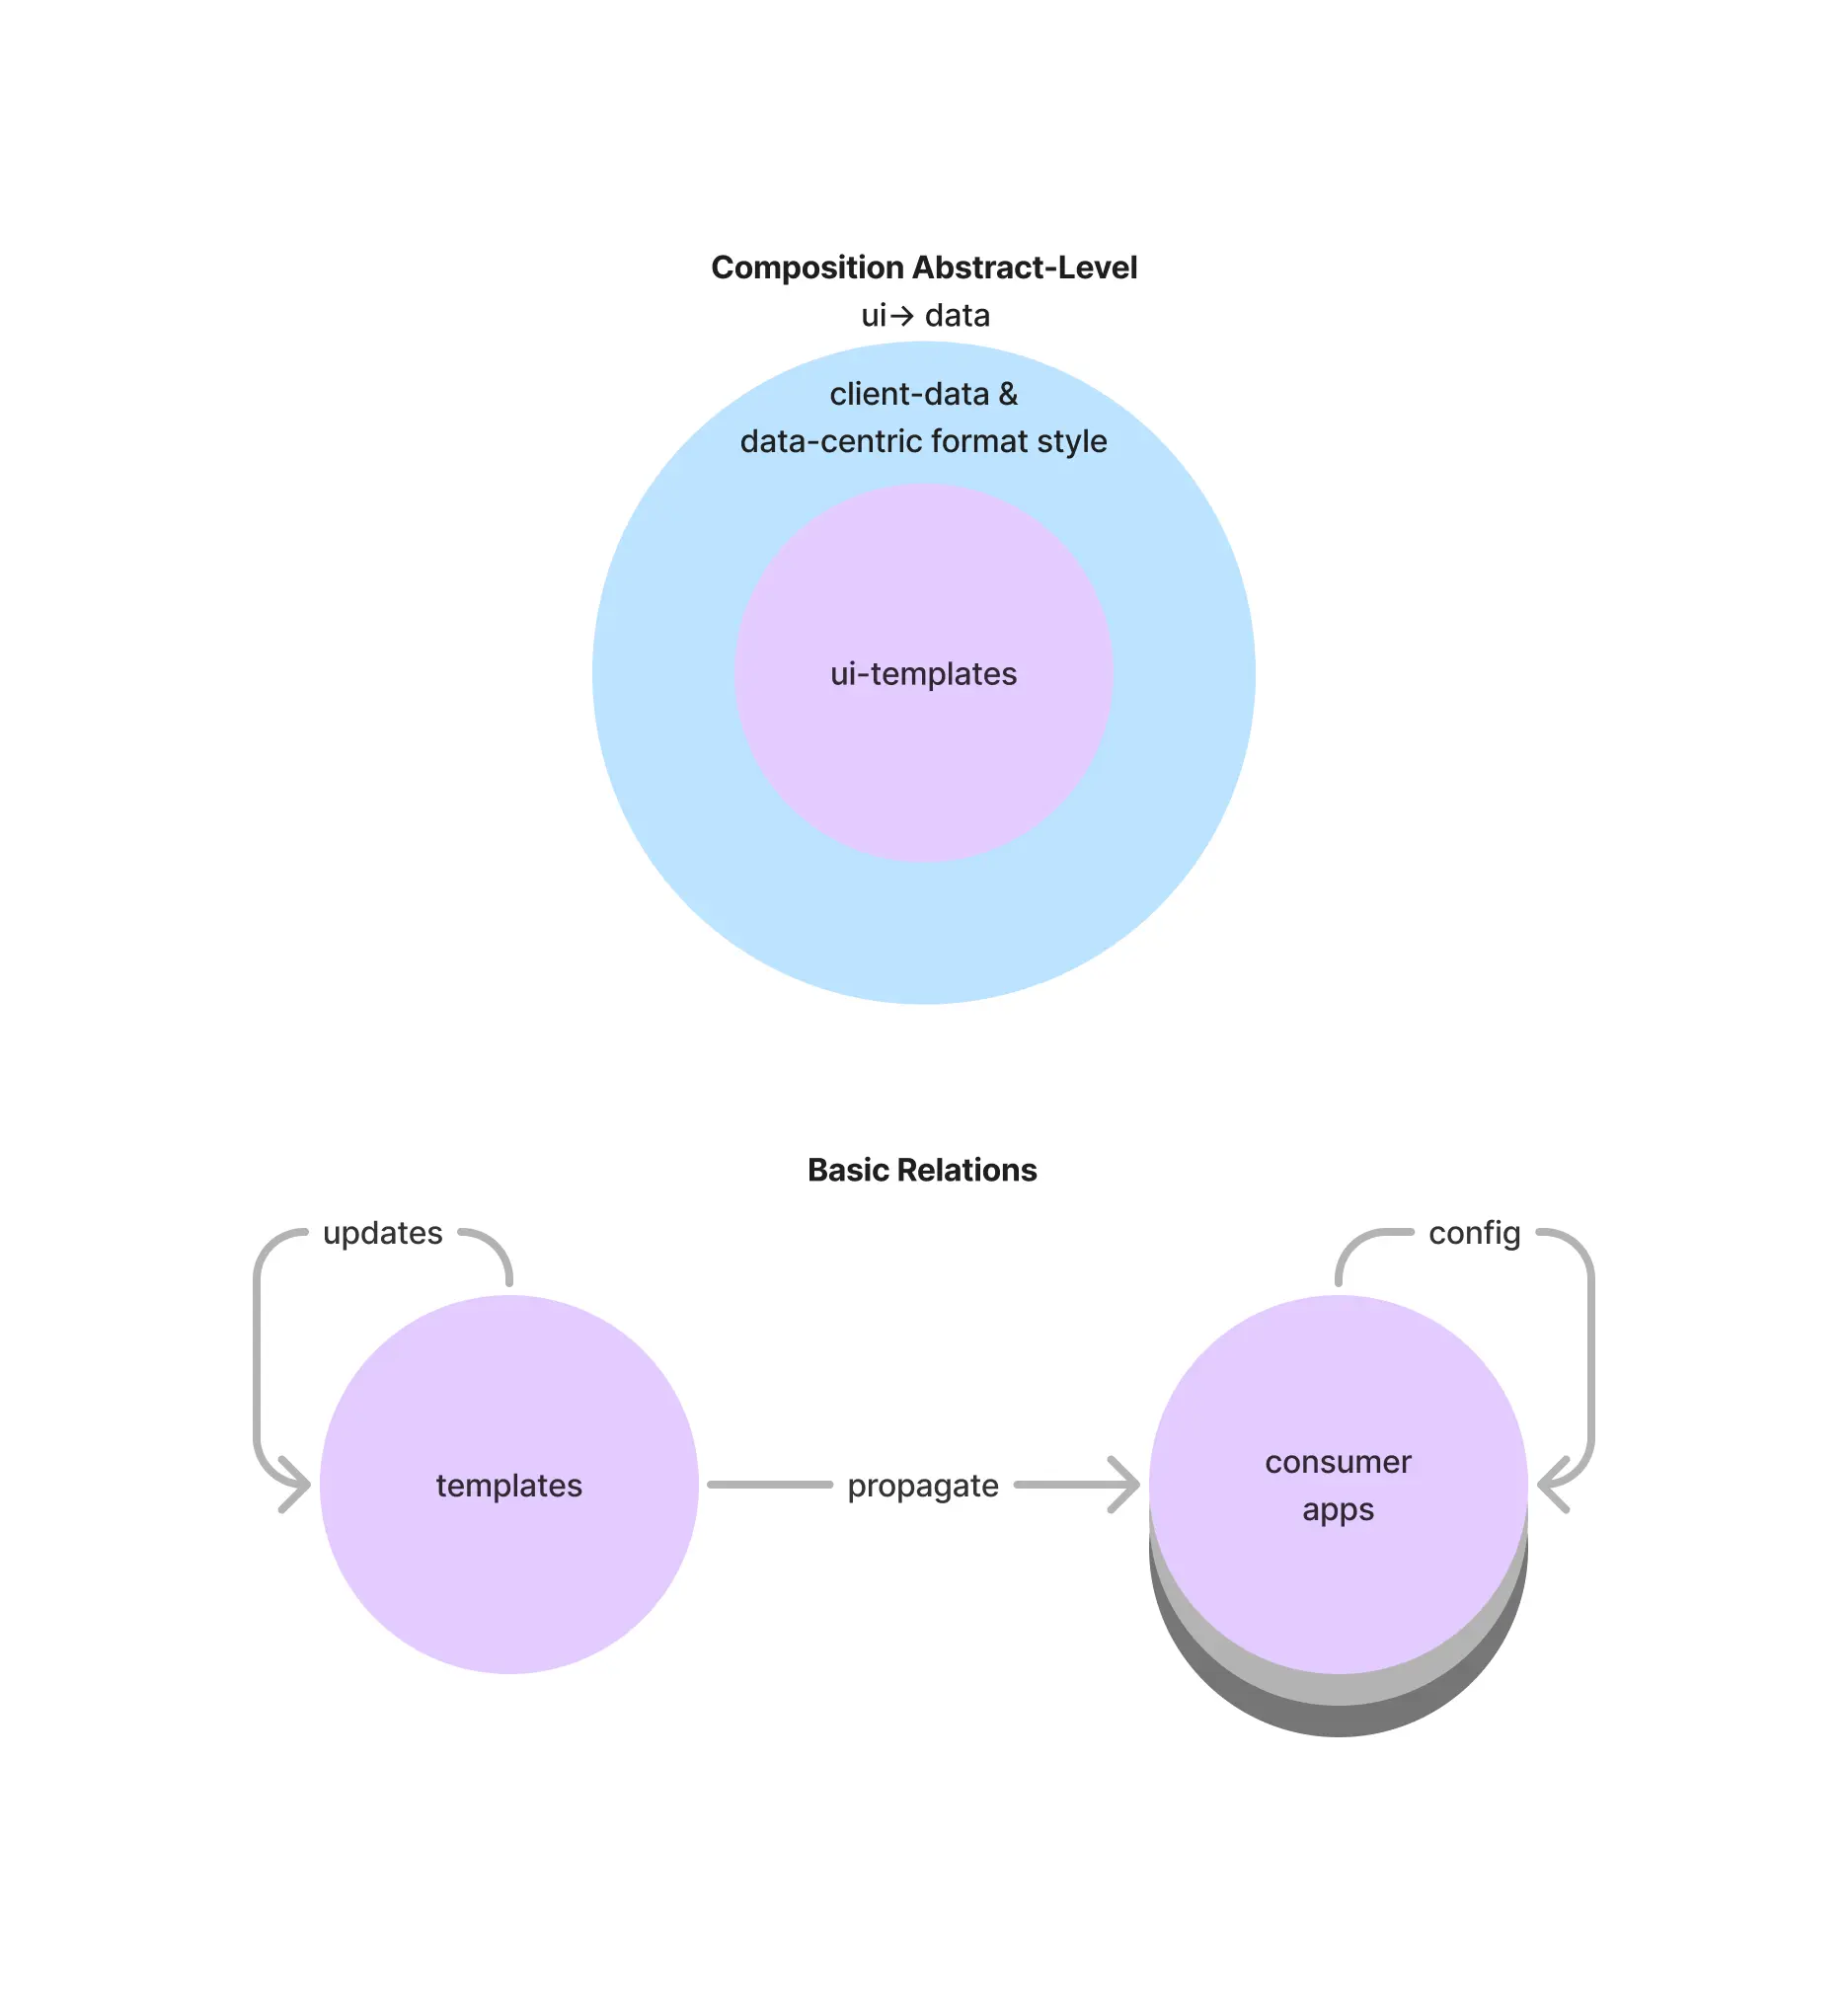 Composition Abstract-Level
ui→ data
client-data &
data-centric format style
ui-templates
Basic Relations
updates
config
templates
propagate
consumer
apps